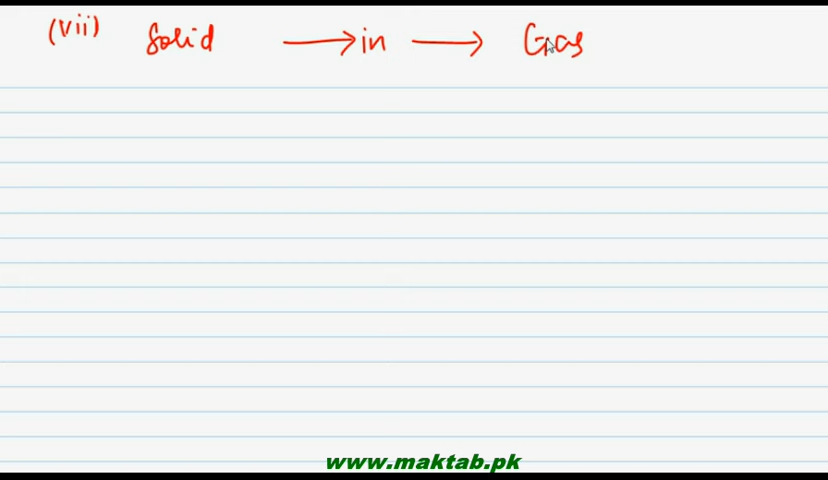 (vii) Solid → in → Gas
www.maktab.pk